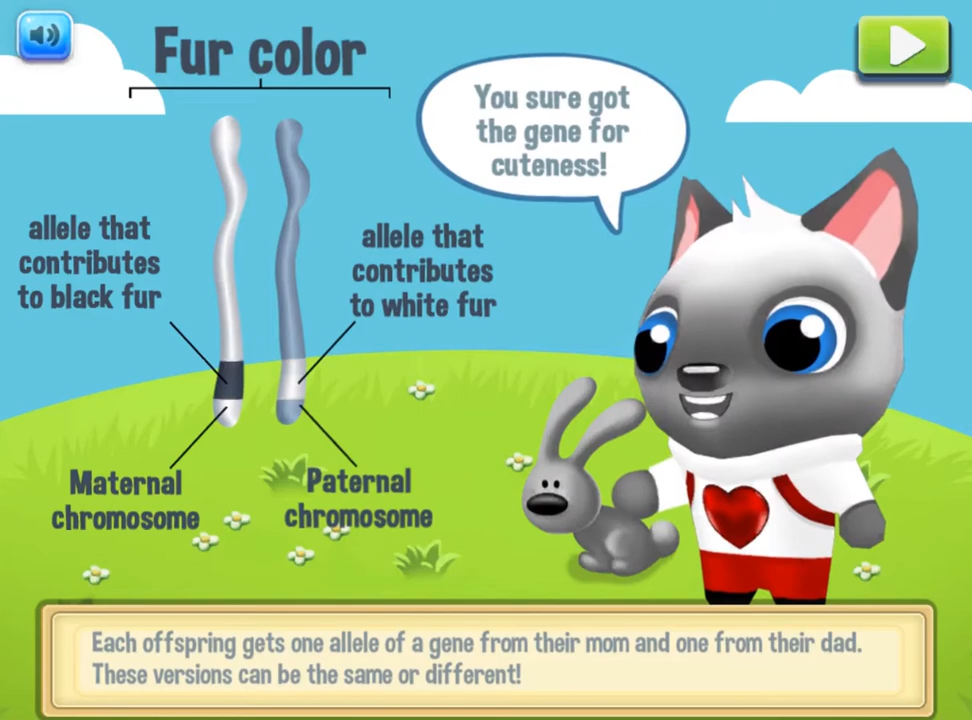 Fur color
You sure got
the gene for
cuteness!
allele that
contributes
to black fur
allele that
contributes
to white fur
Maternal
chromosome
Paternal
chromosome
Each offspring gets one allele of a gene from their mom and one from their dad.
These versions can be the same or different!